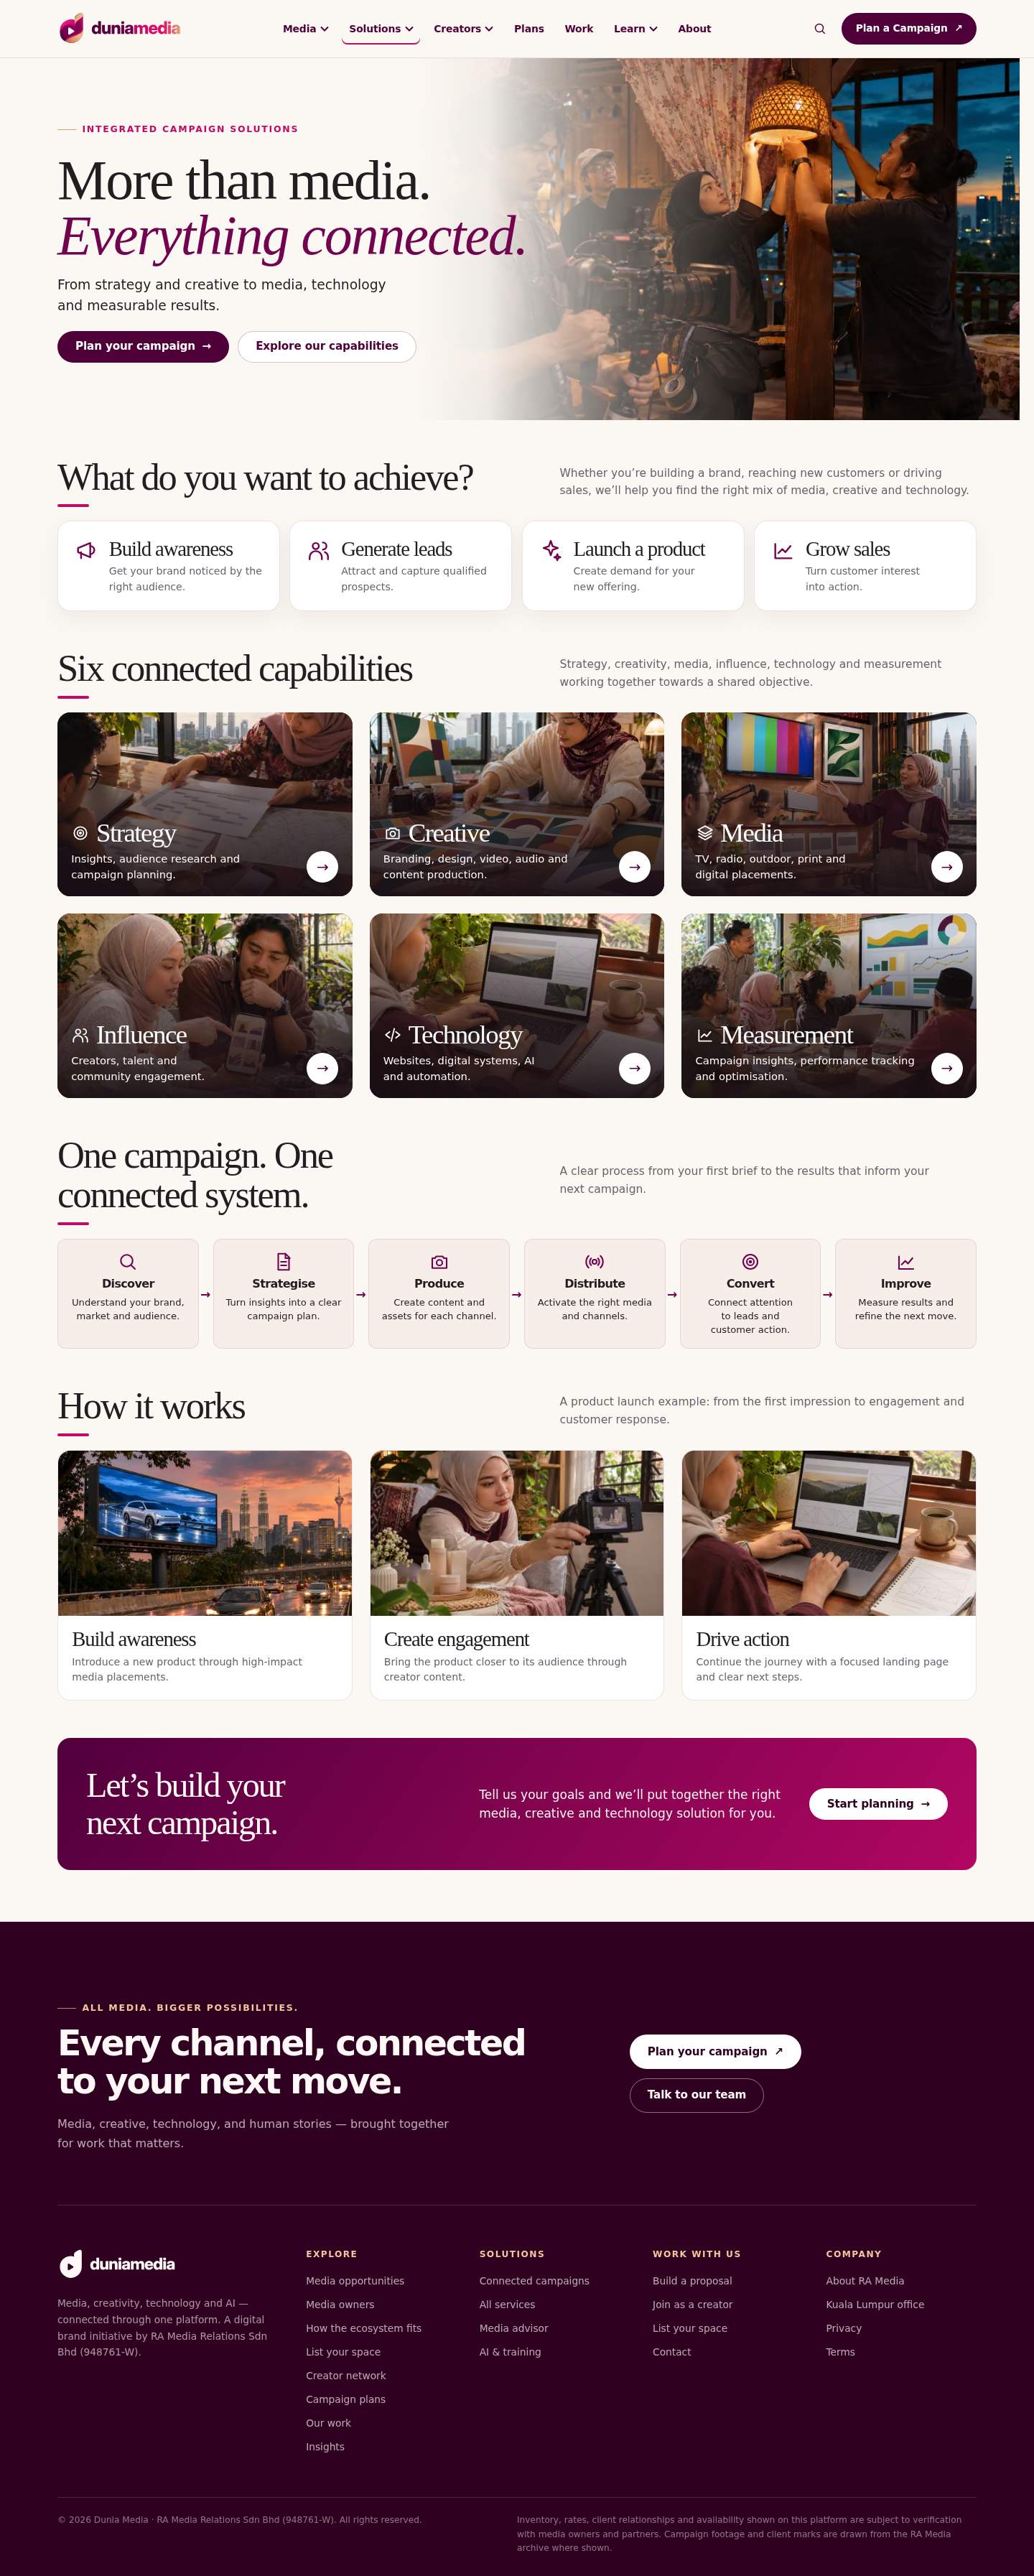 duniamedia
Media
Solutions
Creators
Plans
Work
Learn
About
Plan a Campaign ↗
INTEGRATED CAMPAIGN SOLUTIONS
More than media.
Everything connected.
From strategy and creative to media, technology
and measurable results.
Plan your campaign →
Explore our capabilities
What do you want to achieve?
Whether you’re building a brand, reaching new customers or driving
sales, we’ll help you find the right mix of media, creative and technology.
Build awareness
Get your brand noticed by the
right audience.
Generate leads
Attract and capture qualified
prospects.
Launch a product
Create demand for your
new offering.
Grow sales
Turn customer interest
into action.
Six connected capabilities
Strategy, creativity, media, influence, technology and measurement
working together towards a shared objective.
Strategy
Insights, audience research and
campaign planning.
→
Creative
Branding, design, video, audio and
content production.
→
Media
TV, radio, outdoor, print and
digital placements.
→
Influence
Creators, talent and
community engagement.
→
Technology
Websites, digital systems, AI
and automation.
→
Measurement
Campaign insights, performance tracking
and optimisation.
→
One campaign. One
connected system.
A clear process from your first brief to the results that inform your
next campaign.
Discover
Understand your brand,
market and audience.
→
Strategise
Turn insights into a clear
campaign plan.
→
Produce
Create content and
assets for each channel.
→
Distribute
Activate the right media
and channels.
→
Convert
Connect attention
to leads and
customer action.
→
Improve
Measure results and
refine the next move.
How it works
A product launch example: from the first impression to engagement and
customer response.
Build awareness
Introduce a new product through high-impact
media placements.
Create engagement
Bring the product closer to its audience through
creator content.
Drive action
Continue the journey with a focused landing page
and clear next steps.
Let’s build your
next campaign.
Tell us your goals and we’ll put together the right
media, creative and technology solution for you.
Start planning →
ALL MEDIA. BIGGER POSSIBILITIES.
Every channel, connected
to your next move.
Media, creative, technology, and human stories — brought together
for work that matters.
Plan your campaign ↗
Talk to our team
duniamedia
Media, creativity, technology and AI —
connected through one platform. A digital
brand initiative by RA Media Relations Sdn
Bhd (948761-W).
EXPLORE
Media opportunities
Media owners
How the ecosystem fits
List your space
Creator network
Campaign plans
Our work
Insights
SOLUTIONS
Connected campaigns
All services
Media advisor
AI & training
WORK WITH US
Build a proposal
Join as a creator
List your space
Contact
COMPANY
About RA Media
Kuala Lumpur office
Privacy
Terms
© 2026 Dunia Media · RA Media Relations Sdn Bhd (948761-W). All rights reserved.
Inventory, rates, client relationships and availability shown on this platform are subject to verification
with media owners and partners. Campaign footage and client marks are drawn from the RA Media
archive where shown.